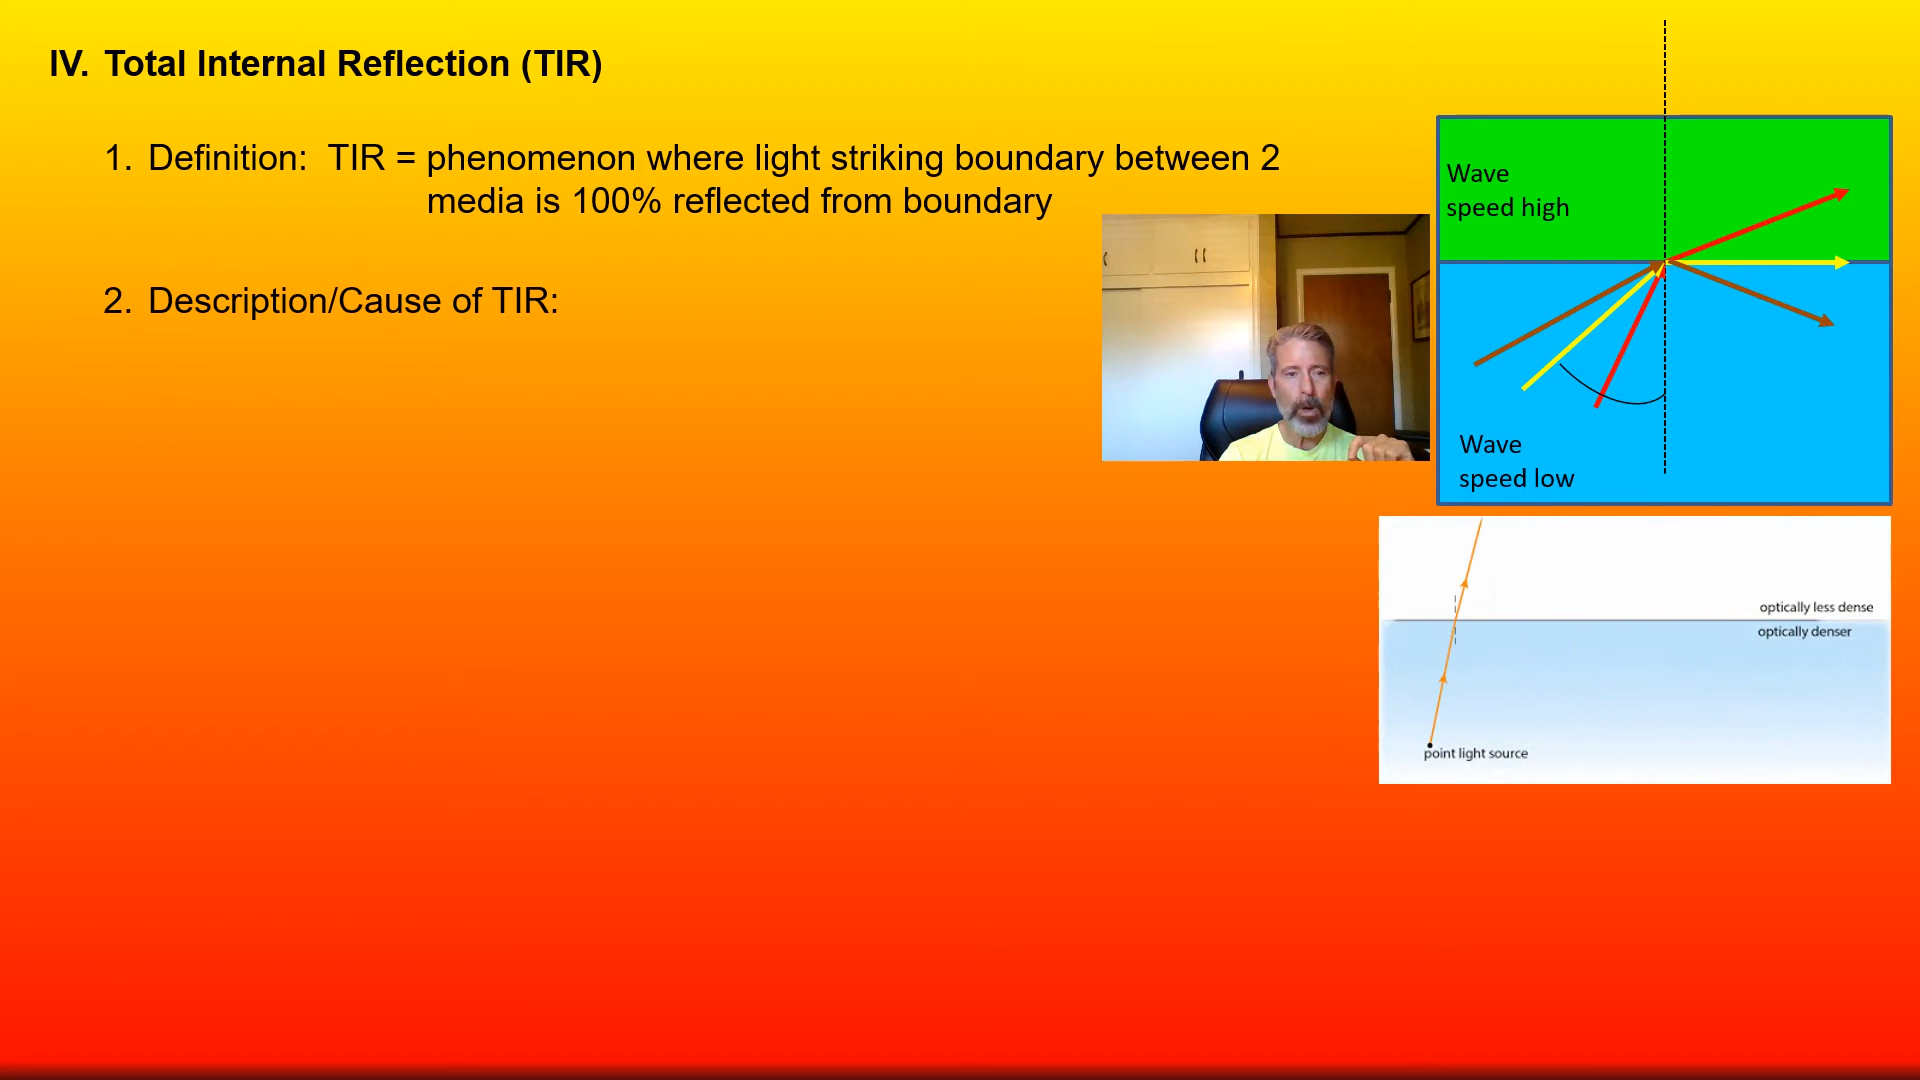 IV. Total Internal Reflection (TIR)
1. Definition: TIR = phenomenon where light striking boundary between 2
media is 100% reflected from boundary
2. Description/Cause of TIR:
Wave
speed high
Wave
speed low
optically less dense
optically denser
point light source